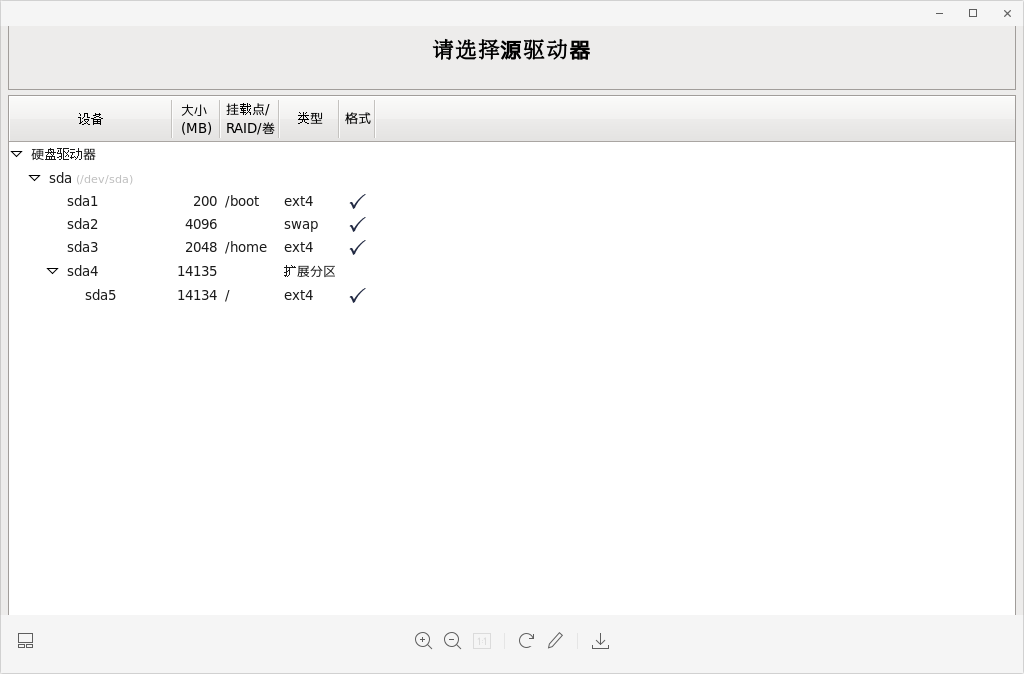 请选择源驱动器
设备 大小 (MB) 挂载点/ RAID/卷 类型 格式
硬盘驱动器
sda (/dev/sda)
sda1 200 /boot ext4 ✓
sda2 4096 swap ✓
sda3 2048 /home ext4 ✓
sda4 14135 扩展分区
sda5 14134 / ext4 ✓
1:1